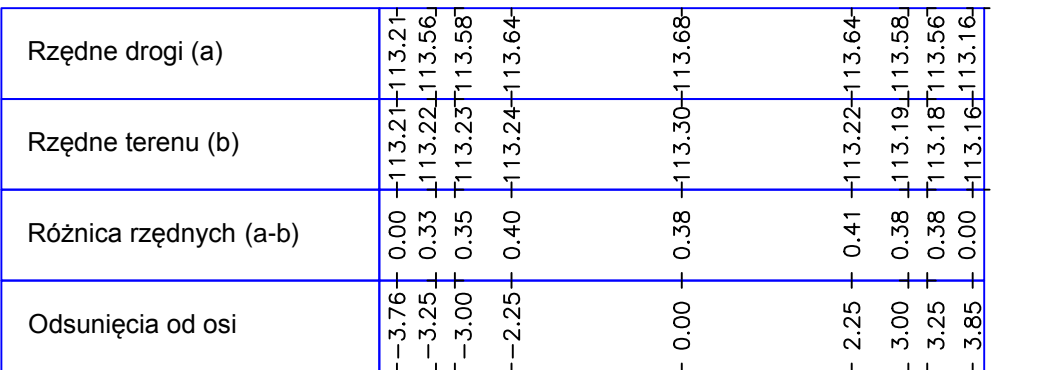 Rzędne drogi (a) 113.21 113.56 113.58 113.64 113.68 113.64 113.58 113.56 113.16
Rzędne terenu (b) 113.21 113.22 113.23 113.24 113.30 113.22 113.19 113.18 113.16
Różnica rzędnych (a-b) 0.00 0.33 0.35 0.40 0.38 0.41 0.38 0.38 0.00
Odsunięcia od osi -3.76 -3.25 -3.00 -2.25 0.00 2.25 3.00 3.25 3.85